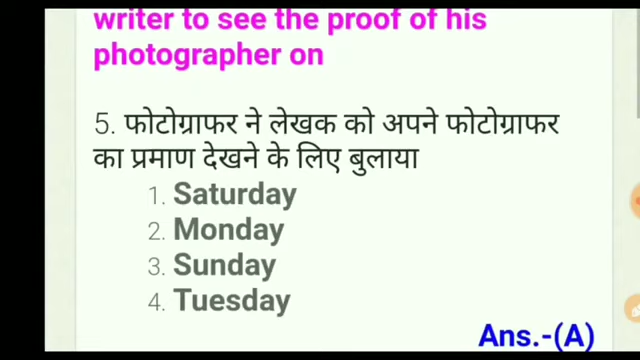 writer to see the proof of his
photographer on
5. फोटोग्राफर ने लेखक को अपने फोटोग्राफर
का प्रमाण देखने के लिए बुलाया
1. Saturday
2. Monday
3. Sunday
4. Tuesday
Ans.-(A)